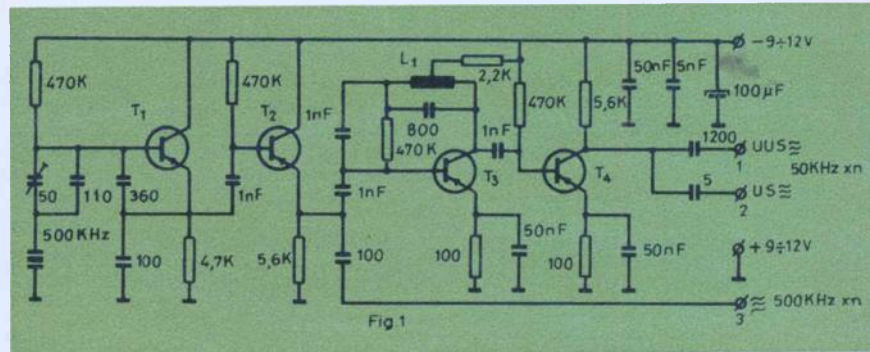 −9÷12V
L1
50nF
5nF
2,2K
470K
T1
470K
T2
1nF
470K
5,6K
100µF
800
1nF
1200
470K
UUS≂
1
50KHz xn
50
110
360
1nF
1nF
T3
T4
5
US≂
2
500KHz
50nF
+9÷12V
100
4,7K
5,6K
100
100
100
50nF
≈ 500KHz xn
3
Fig.1